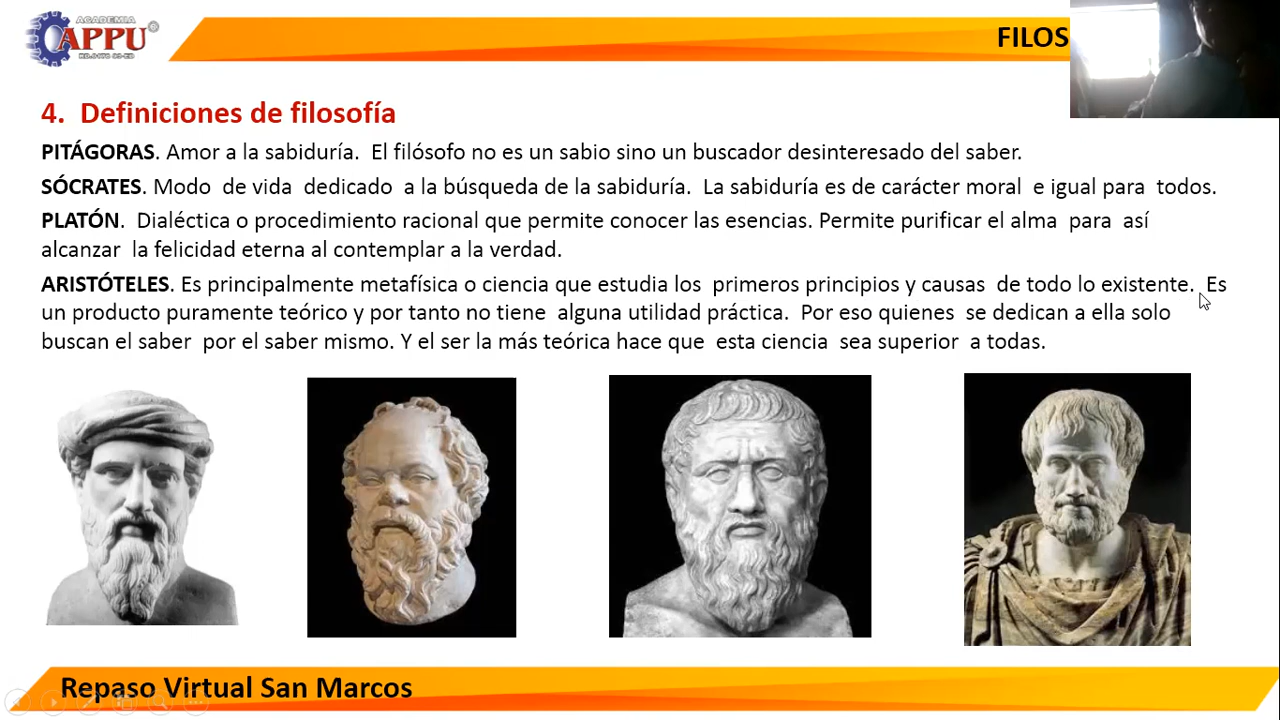 ACADEMIA
APPU
FILOS
4. Definiciones de filosofía
PITÁGORAS. Amor a la sabiduría. El filósofo no es un sabio sino un buscador desinteresado del saber.
SÓCRATES. Modo de vida dedicado a la búsqueda de la sabiduría. La sabiduría es de carácter moral e igual para todos.
PLATÓN. Dialéctica o procedimiento racional que permite conocer las esencias. Permite purificar el alma para así
alcanzar la felicidad eterna al contemplar a la verdad.
ARISTÓTELES. Es principalmente metafísica o ciencia que estudia los primeros principios y causas de todo lo existente. Es
un producto puramente teórico y por tanto no tiene alguna utilidad práctica. Por eso quienes se dedican a ella solo
buscan el saber por el saber mismo. Y el ser la más teórica hace que esta ciencia sea superior a todas.
Repaso Virtual San Marcos